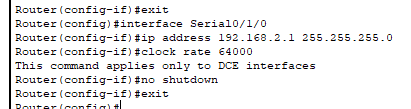 Router(config-if)#exit
Router(config)#interface Serial0/1/0
Router(config-if)#ip address 192.168.2.1 255.255.255.0
Router(config-if)#clock rate 64000
This command applies only to DCE interfaces
Router(config-if)#no shutdown
Router(config-if)#exit
Router(config)#